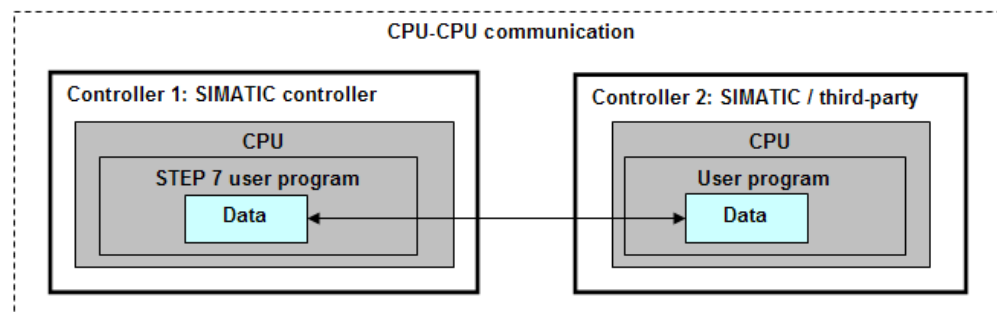 CPU-CPU communication
Controller 1: SIMATIC controller
CPU
STEP 7 user program
Data
Controller 2: SIMATIC / third-party
CPU
User program
Data